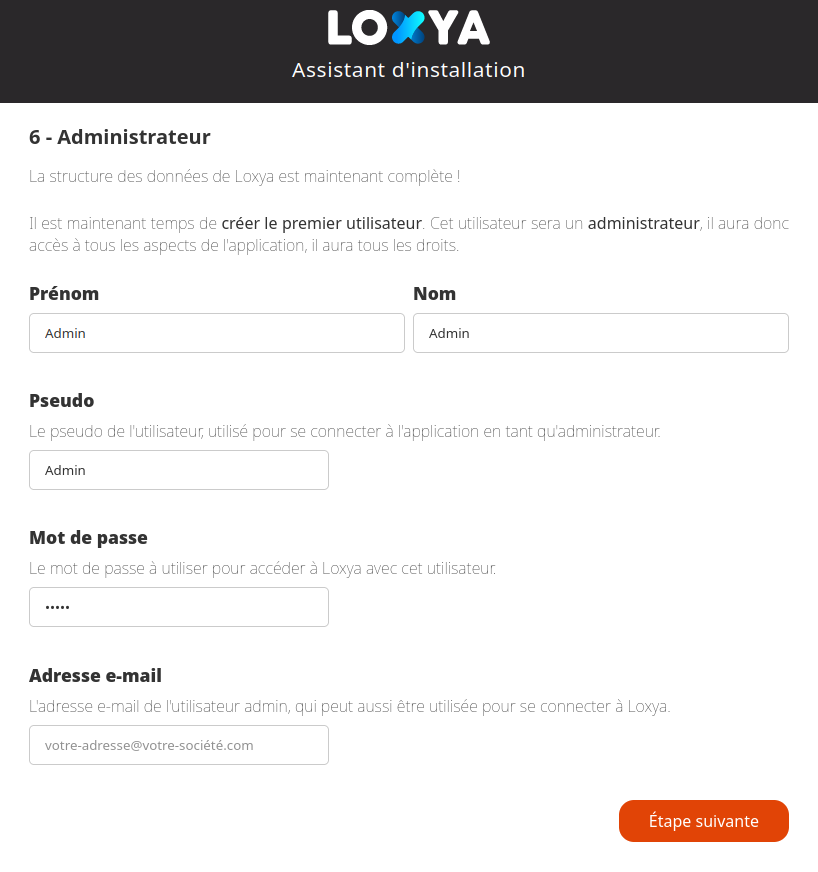 LOXYA
Assistant d'installation
6 - Administrateur
La structure des données de Loxya est maintenant complète !
Il est maintenant temps de créer le premier utilisateur. Cet utilisateur sera un administrateur, il aura donc
accès à tous les aspects de l'application, il aura tous les droits.
Prénom
Nom
Admin
Admin
Pseudo
Le pseudo de l'utilisateur, utilisé pour se connecter à l'application en tant qu'administrateur.
Admin
Mot de passe
Le mot de passe à utiliser pour accéder à Loxya avec cet utilisateur.
•••••
Adresse e-mail
L'adresse e-mail de l'utilisateur admin, qui peut aussi être utilisée pour se connecter à Loxya.
votre-adresse@votre-société.com
Étape suivante